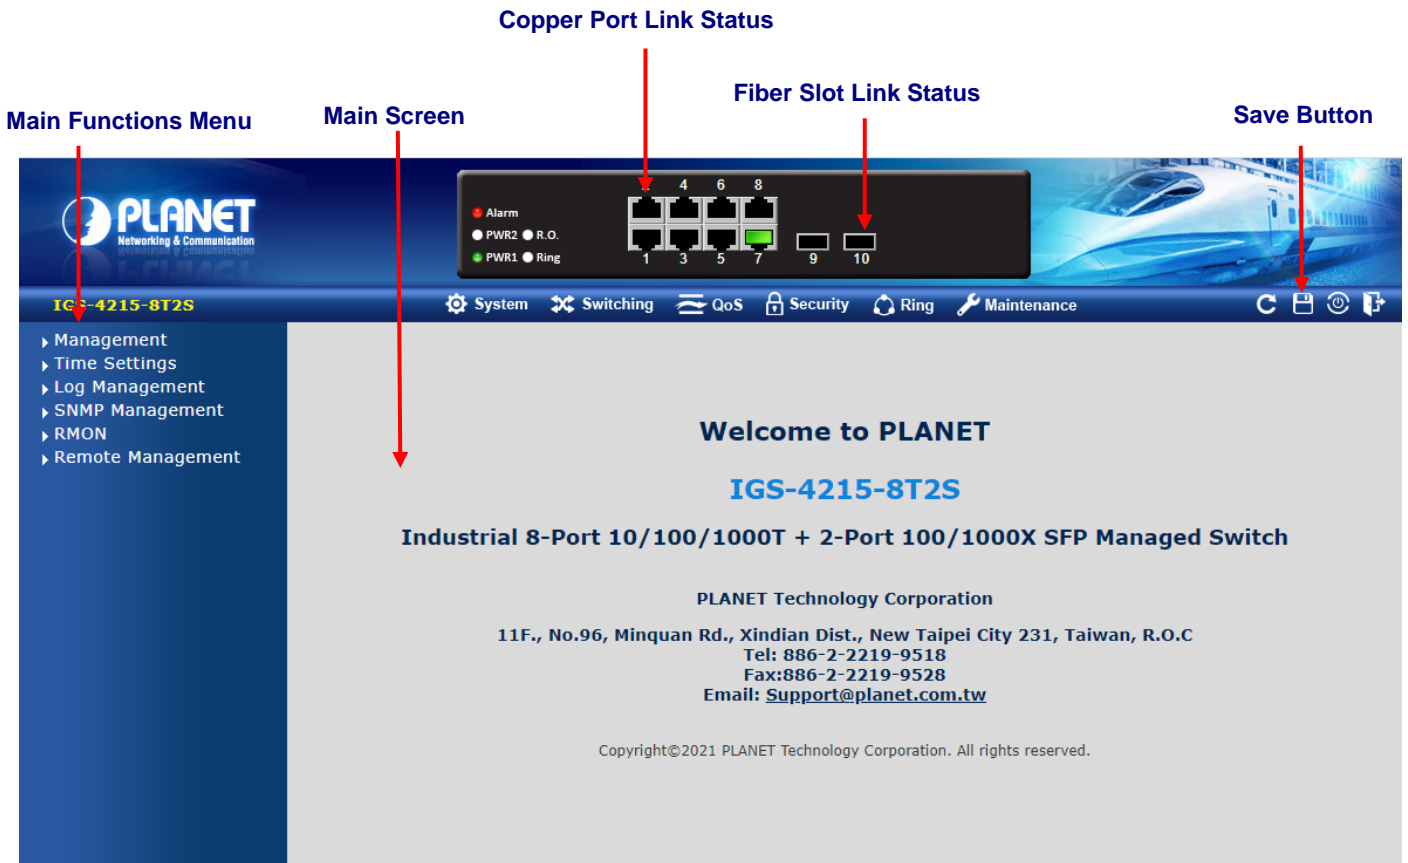 Copper Port Link Status
Fiber Slot Link Status
Main Functions Menu
Main Screen
Save Button
PLANET
Networking & Communication
4 6 8
Alarm
PWR2 R.O.
PWR1 Ring
1 3 5 7 9 10
IGS-4215-8T2S
System Switching QoS Security Ring Maintenance
Management
Time Settings
Log Management
SNMP Management
RMON
Remote Management
Welcome to PLANET
IGS-4215-8T2S
Industrial 8-Port 10/100/1000T + 2-Port 100/1000X SFP Managed Switch
PLANET Technology Corporation
11F., No.96, Minquan Rd., Xindian Dist., New Taipei City 231, Taiwan, R.O.C
Tel: 886-2-2219-9518
Fax:886-2-2219-9528
Email: Support@planet.com.tw
Copyright©2021 PLANET Technology Corporation. All rights reserved.